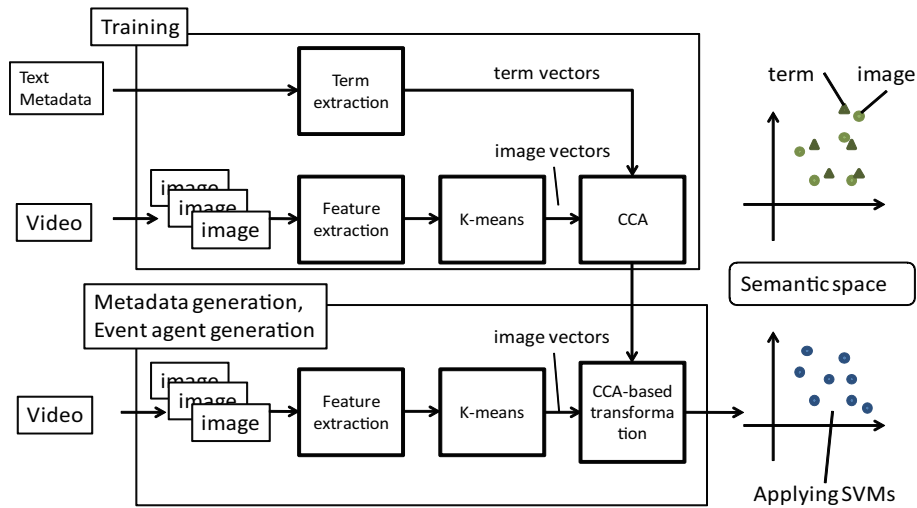 Training
Text
Metadata
Term
extraction
term vectors
term
image
image vectors
image
image
image
Video
Feature
extraction
K-means
CCA
Semantic space
Metadata generation,
Event agent generation
image vectors
image
image
image
Video
Feature
extraction
K-means
CCA-based
transforma
tion
Applying SVMs